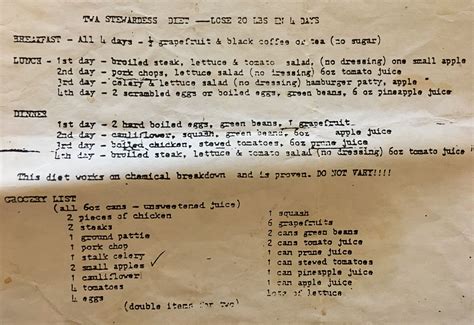 TWA STEWARDESS DIET — LOSE 20 LBS IN 4 DAYS
BREAKFAST - All 4 days - ½ grapefruit & black coffee or tea (no sugar)
LUNCH - 1st day - broiled steak, lettuce & tomato salad, (no dressing) one small apple
2nd day - pork chops, lettuce salad (no dressing) 6oz tomato juice
3rd day - celery & lettuce salad (no dressing) hamburger patty, apple
4th day - 2 scrambled eggs or boiled eggs, green beans, 6 oz pineapple juice
DINNER
1st day - 2 hard boiled eggs, green beans, grapefruit
2nd day - cauliflower, squash, green beans, 6oz apple juice
3rd day - boiled chicken, stewed tomatoes, 6oz prune juice
4th day - broiled steak, lettuce & tomato salad (no dressing) 6oz tomato juice
This diet works on chemical breakdown and is proven. DO NOT VARY!!!!
GROCERY LIST
(all 6oz cans - unsweetened juice)
2 pieces of chicken
2 steaks
1 ground pattie
1 pork chop
1 stalk celery
2 small apples
1 cauliflower
4 tomatoes
4 eggs
1 squash
6 grapefruits
2 cans green beans
2 cans tomato juice
1 can prune juice
1 can stewed tomatoes
1 can pineapple juice
1 can apple juice
lots of lettuce
(double items for two)